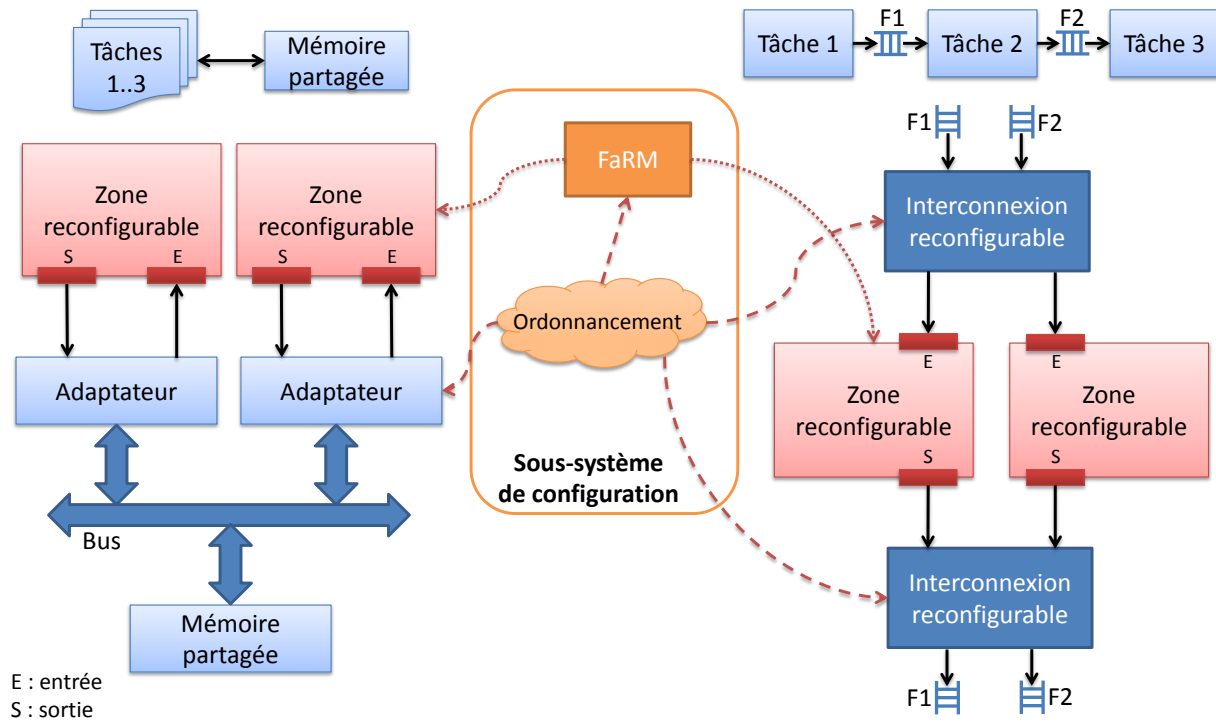 Tâches
1..3
Mémoire
partagée
Tâche 1
F1
Tâche 2
F2
Tâche 3
Zone
reconfigurable
S
E
Zone
reconfigurable
S
E
Adaptateur
Adaptateur
Bus
Mémoire
partagée
E : entrée
S : sortie
FaRM
Ordonnancement
Sous-système
de configuration
F1
F2
Interconnexion
reconfigurable
E
Zone
reconfigurable
S
E
Zone
reconfigurable
S
Interconnexion
reconfigurable
F1
F2